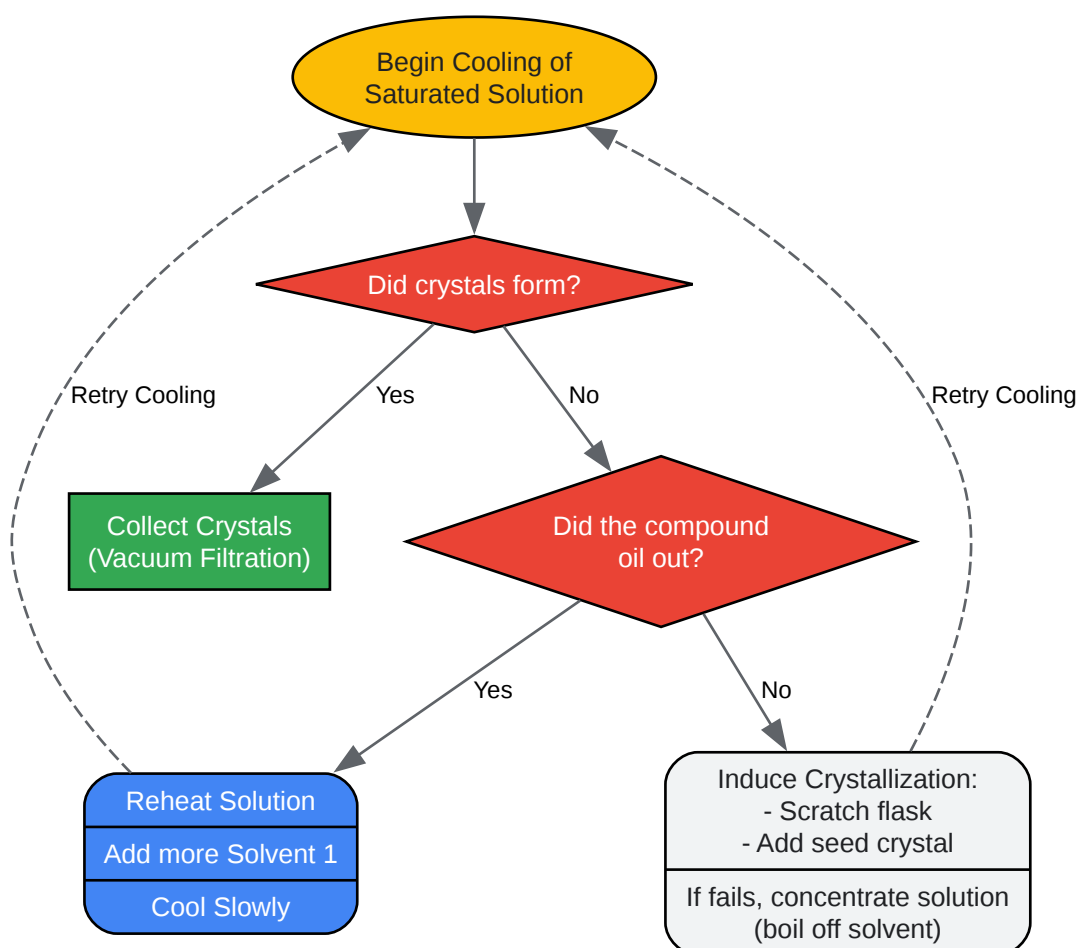 Begin Cooling of
Saturated Solution
Did crystals form?
Retry Cooling
Yes
No
Retry Cooling
Collect Crystals
(Vacuum Filtration)
Did the compound
oil out?
Yes
No
Reheat Solution
Add more Solvent 1
Cool Slowly
Induce Crystallization:
- Scratch flask
- Add seed crystal
If fails, concentrate solution
(boil off solvent)